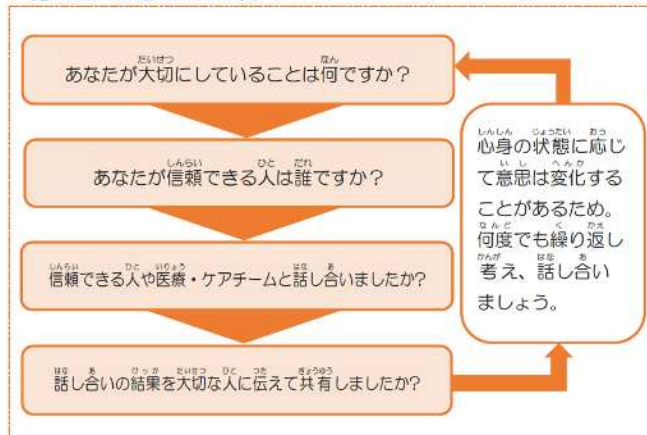 あなたが大切にしていることは何ですか？
あなたが信頼できる人は誰ですか？
信頼できる人や医療・ケアチームと話し合いましたか?
話し合いの結果を大切な人に伝えて共有しましたか?
心身の状態に応じ
て意思は変化する
ことがあるため。
何度でも繰り返し
考え、話し合い
ましょう。